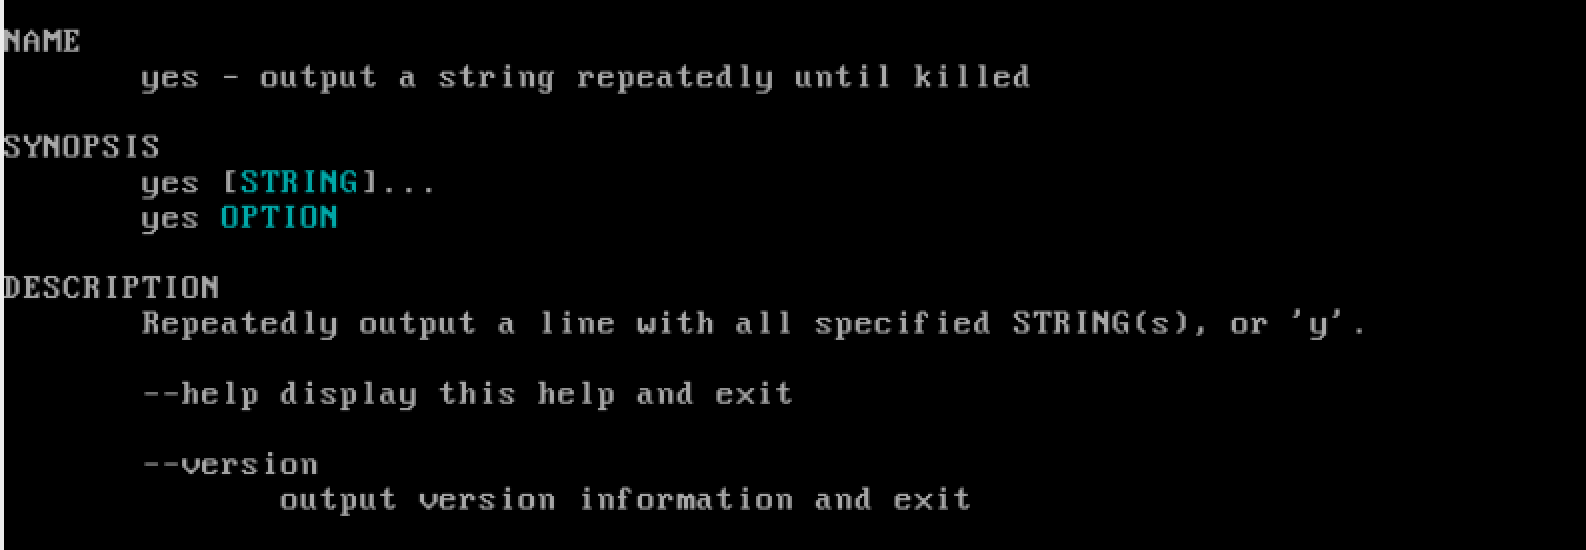 NAME
yes - output a string repeatedly until killed
SYNOPSIS
yes [STRING]...
yes OPTION
DESCRIPTION
Repeatedly output a line with all specified STRING(s), or 'y'.
--help display this help and exit
--version
output version information and exit